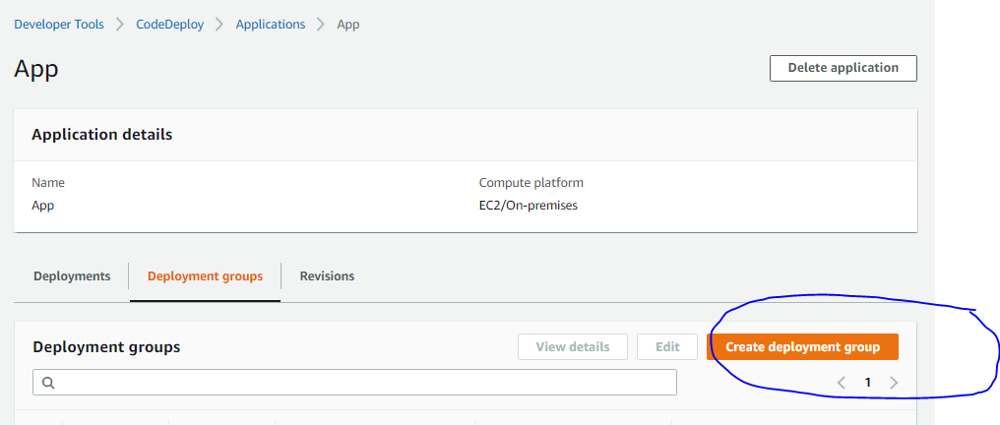 Developer Tools > CodeDeploy > Applications > App
App
Delete application
Application details
Name Compute platform
App EC2/On-premises
Deployments Deployment groups Revisions
Deployment groups View details Edit Create deployment group
1